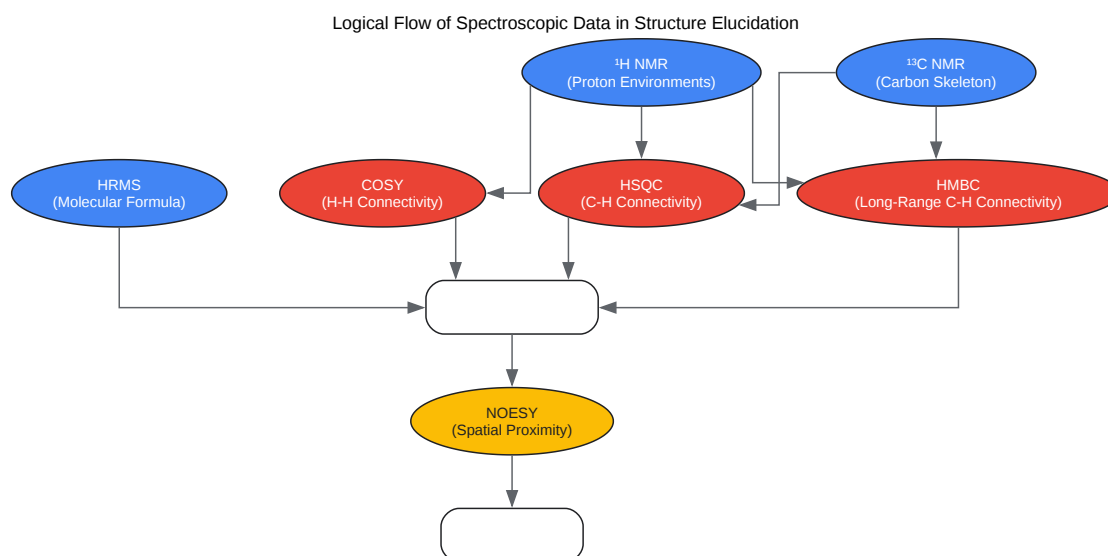 Logical Flow of Spectroscopic Data in Structure Elucidation
¹H NMR
(Proton Environments)
¹³C NMR
(Carbon Skeleton)
HRMS
(Molecular Formula)
COSY
(H-H Connectivity)
HSQC
(C-H Connectivity)
HMBC
(Long-Range C-H Connectivity)
NOESY
(Spatial Proximity)